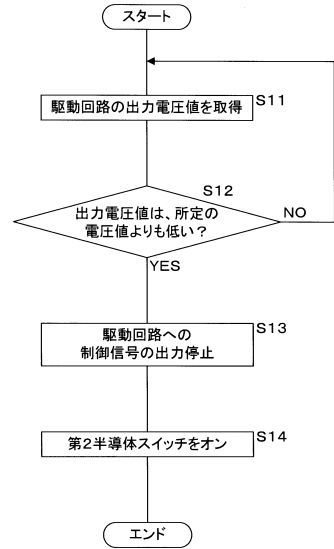 スタート
駆動回路の出力電圧値を取得
S11
S12
出力電圧値は、所定の
電圧値よりも低い？
NO
YES
駆動回路への
制御信号の出力停止
S13
第2半導体スイッチをオン
S14
エンド